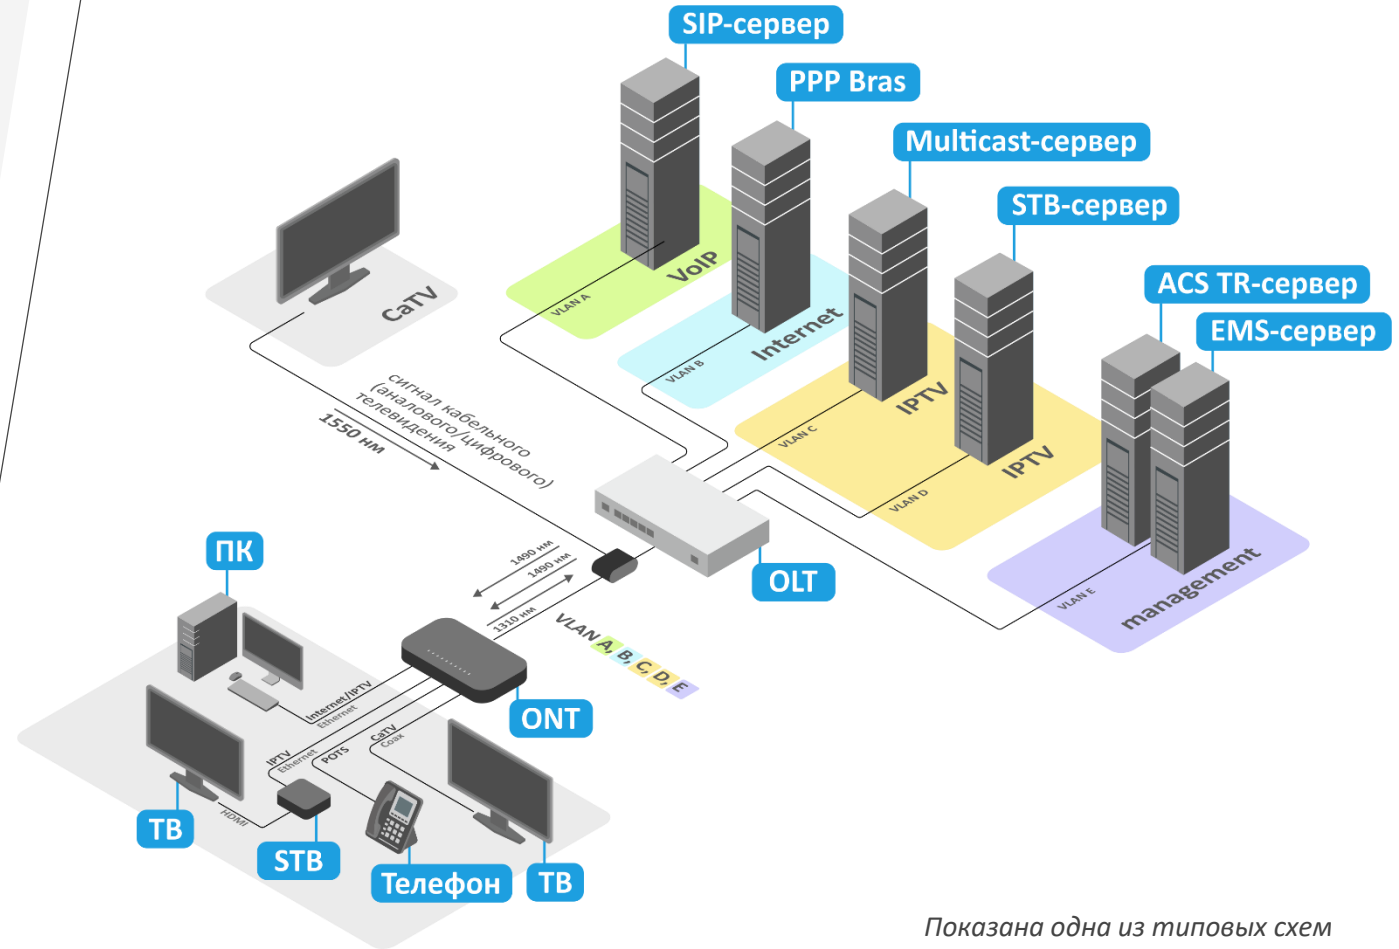 SIP-сервер
PPP Bras
Multicast-сервер
STB-сервер
ACS TR-сервер
EMS-сервер
VoIP
VLAN A
Internet
VLAN B
IPTV
VLAN C
IPTV
VLAN D
management
VLAN E
CaTV
сигнал кабельного
(аналового/цифрового)
телевидения
1550 нм
OLT
1490 нм
1490 нм
1310 нм
VLAN A, B, C, D, E
ПК
ONT
Internet/IPTV
Ethernet
IPTV
Ethernet
POTS
CaTV
Coax
HDMI
ТВ
STB
Телефон
ТВ
Показана одна из типовых схем